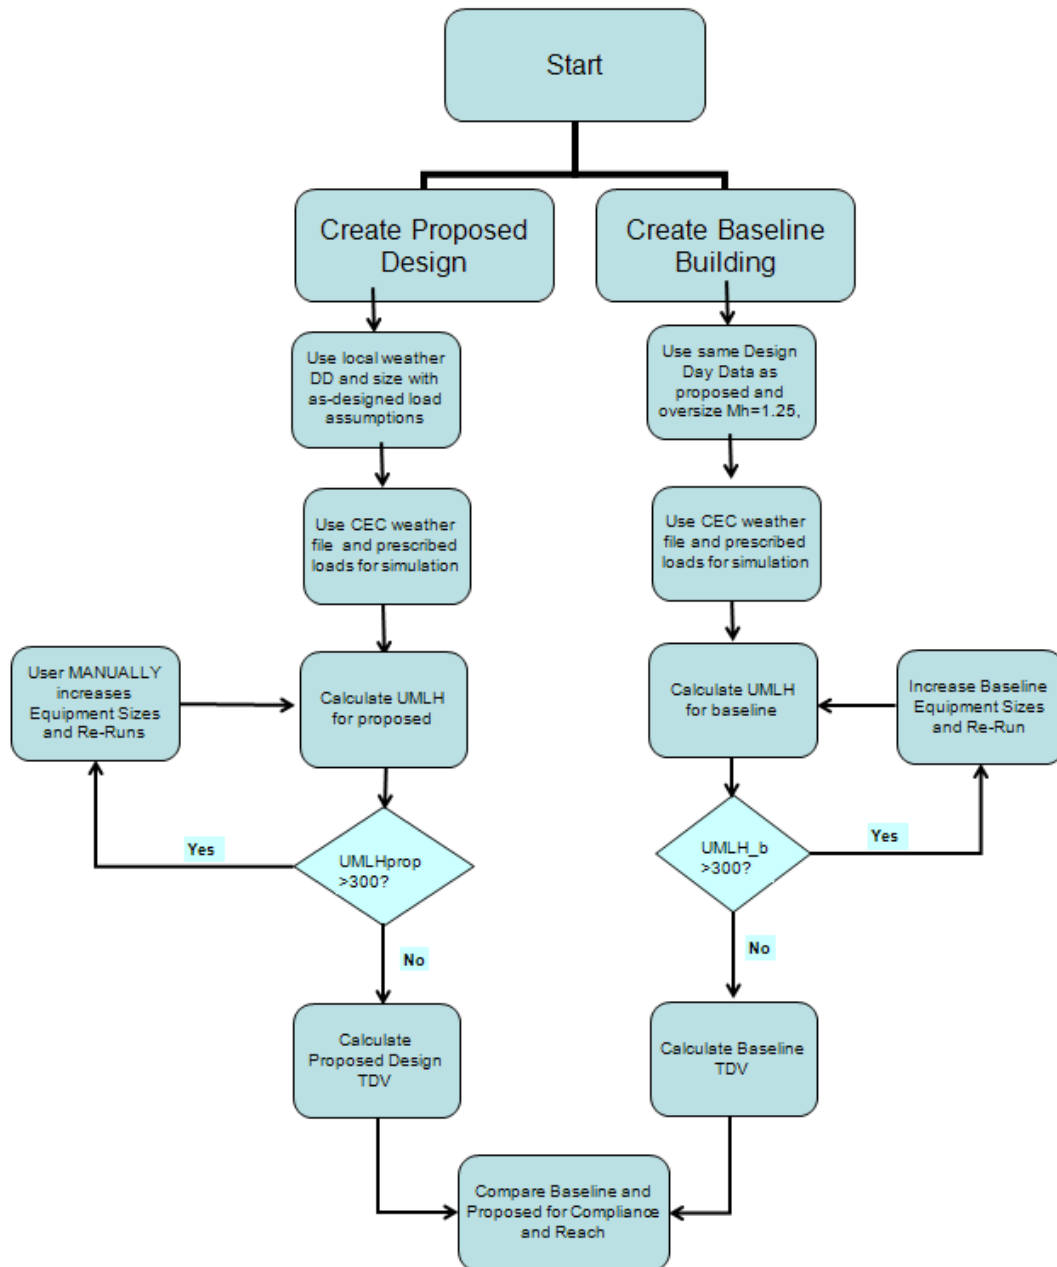 Start
Create Proposed
Design
Create Baseline
Building
Use local weather
DD and size with
as-designed load
assumptions
Use same Design
Day Data as
proposed and
oversize Mh=1.25,
Use CEC weather
file and prescribed
loads for simulation
Use CEC weather
file and prescribed
loads for simulation
User MANUALLY
increases
Equipment Sizes
and Re-Runs
Calculate UMLH
for proposed
Calculate UMLH
for baseline
Increase Baseline
Equipment Sizes
and Re-Run
Yes
UMLHprop
>300?
UMLH_b
>300?
Yes
No
No
Calculate
Proposed Design
TDV
Calculate Baseline
TDV
Compare Baseline and
Proposed for Compliance
and Reach